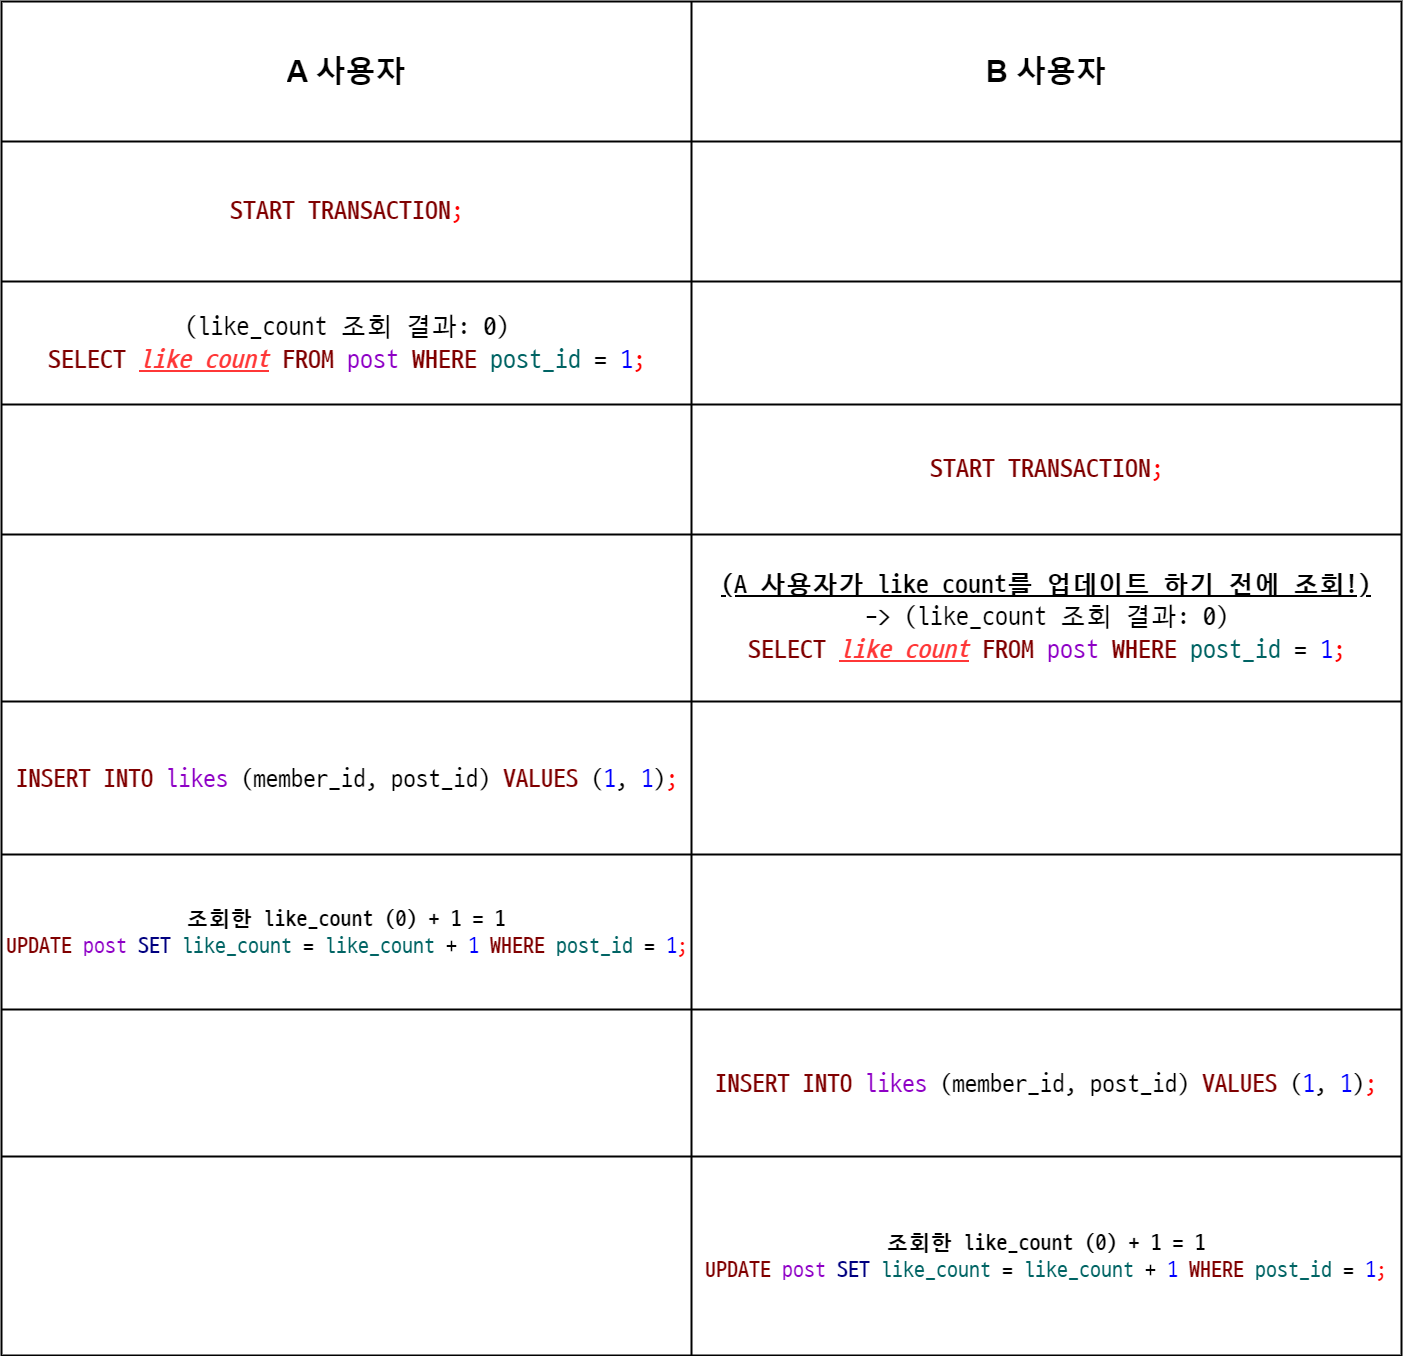 A 사용자
B 사용자
START TRANSACTION;
(like_count 조회 결과: 0)
SELECT like_count FROM post WHERE post_id = 1;
START TRANSACTION;
(A 사용자가 like_count를 업데이트 하기 전에 조회!)
-> (like_count 조회 결과: 0)
SELECT like_count FROM post WHERE post_id = 1;
INSERT INTO likes (member_id, post_id) VALUES (1, 1);
조회한 like_count (0) + 1 = 1
UPDATE post SET like_count = like_count + 1 WHERE post_id = 1;
INSERT INTO likes (member_id, post_id) VALUES (1, 1);
조회한 like_count (0) + 1 = 1
UPDATE post SET like_count = like_count + 1 WHERE post_id = 1;